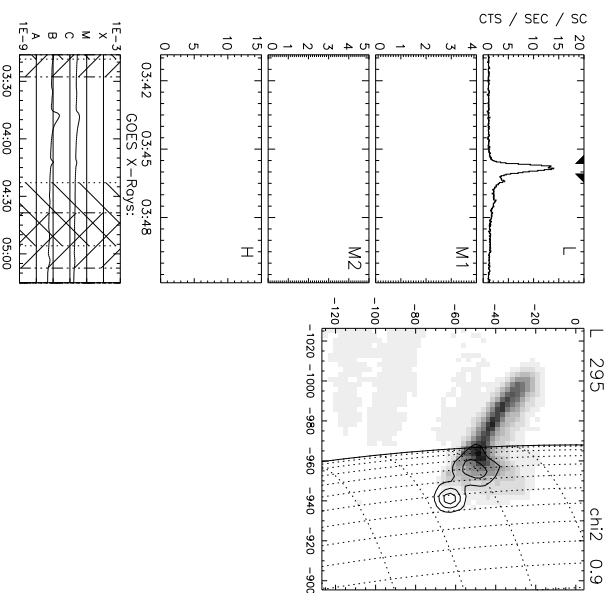 CTS / SEC / SC
20
15
10
5
0
L
4
3
2
1
0
M1
5
4
3
2
1
0
M2
15
10
5
0
H
03:42
03:45
03:48
GOES X-Rays:
1E-3
X
M
C
B
A
1E-9
03:30
04:00
04:30
05:00
L 295 chi2 0.9
0
-20
-40
-60
-80
-100
-120
-1020
-1000
-980
-960
-940
-920
-900